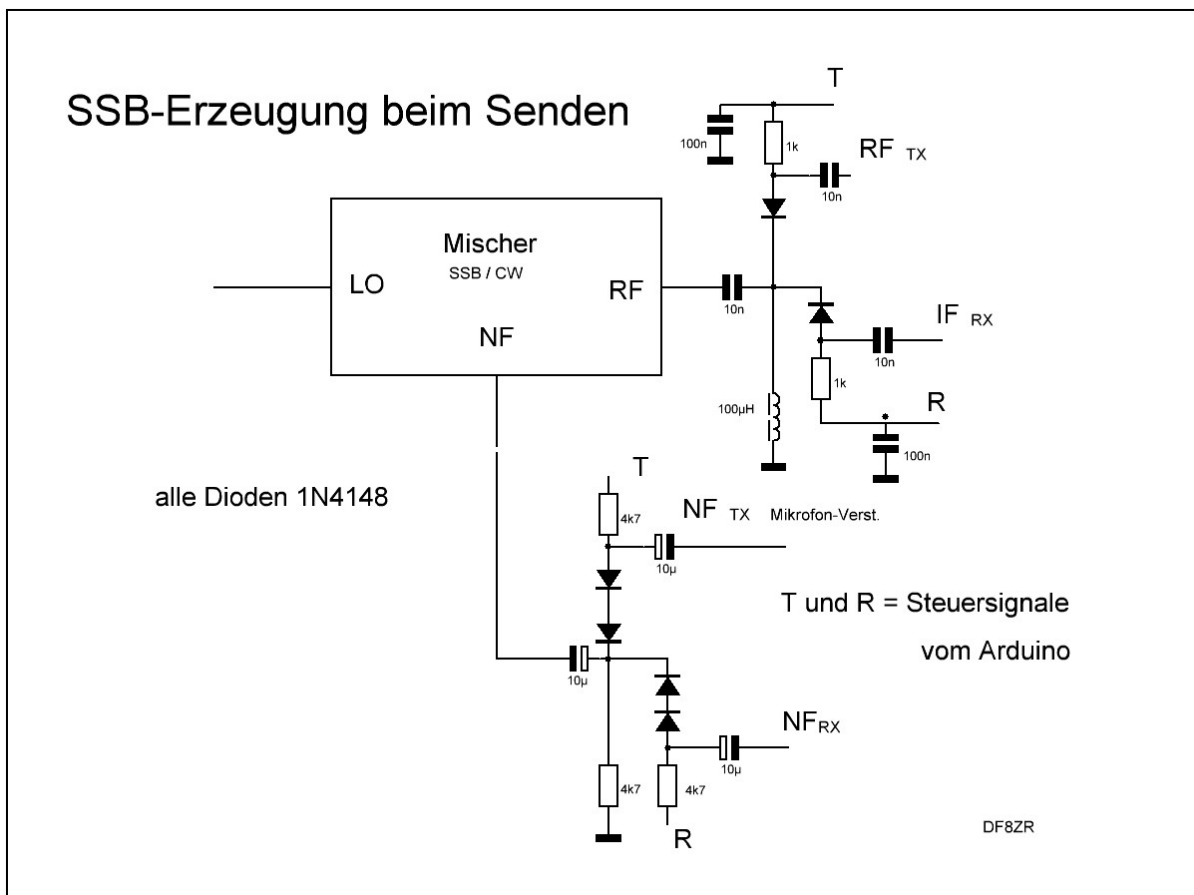 SSB-Erzeugung beim Senden
T
100n
1k
RF TX
10n
Mischer
SSB / CW
LO
RF
NF
10n
IF RX
10n
1k
100µH
R
100n
alle Dioden 1N4148
T
4k7
NF TX Mikrofon-Verst.
10µ
T und R = Steuersignale
vom Arduino
10µ
NF RX
10µ
4k7
4k7
R
DF8ZR